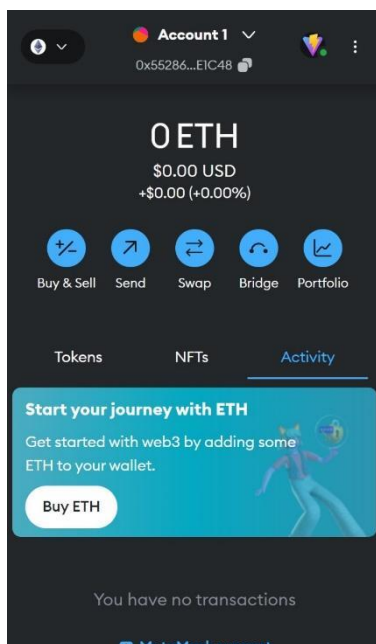 Account 1
0x55286...E1C48
0 ETH
$0.00 USD
+$0.00 (+0.00%)
Buy & Sell Send Swap Bridge Portfolio
Tokens NFTs Activity
Start your journey with ETH
Get started with web3 by adding some
ETH to your wallet.
Buy ETH
You have no transactions